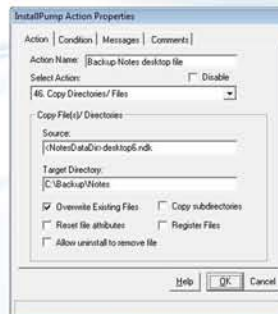 InstallPump Action Properties
Action Condition Messages Comments
Action Name: Backup Notes desktop file
Select Action: Disable
46. Copy Directories/ Files
Copy File(s)/ Directories
Source:
<NotesDataDir>desktop6.ndk
Target Directory:
C:\Backup\Notes
Overwrite Existing Files Copy subdirectories
Reset file attributes Register Files
Allow uninstall to remove file
Help OK Cancel